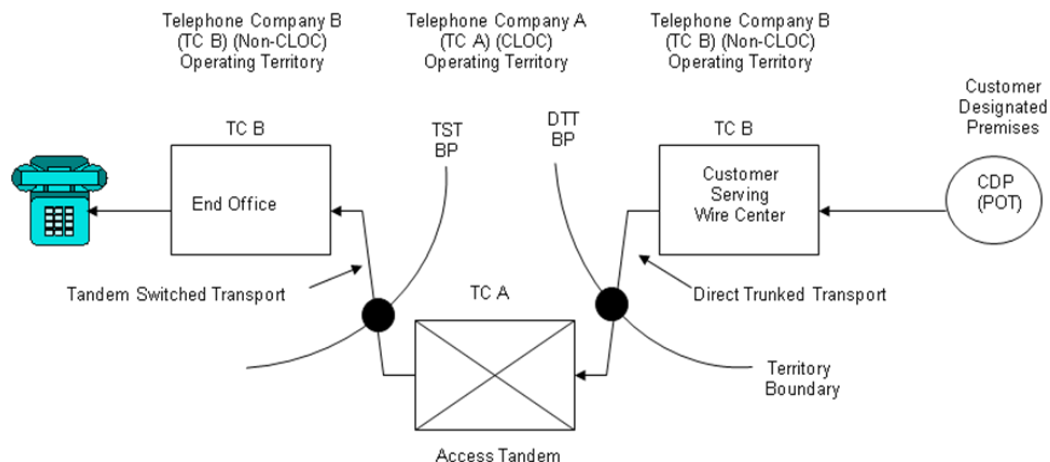 Telephone Company B
(TC B) (Non-CLOC)
Operating Territory
Telephone Company A
(TC A) (CLOC)
Operating Territory
Telephone Company B
(TC B) (Non-CLOC)
Operating Territory
Customer
Designated
Premises
TC B
TST
BP
DTT
BP
TC B
End Office
Customer
Serving
Wire Center
CDP
(POT)
Tandem Switched Transport
TC A
Direct Trunked Transport
Territory
Boundary
Access Tandem